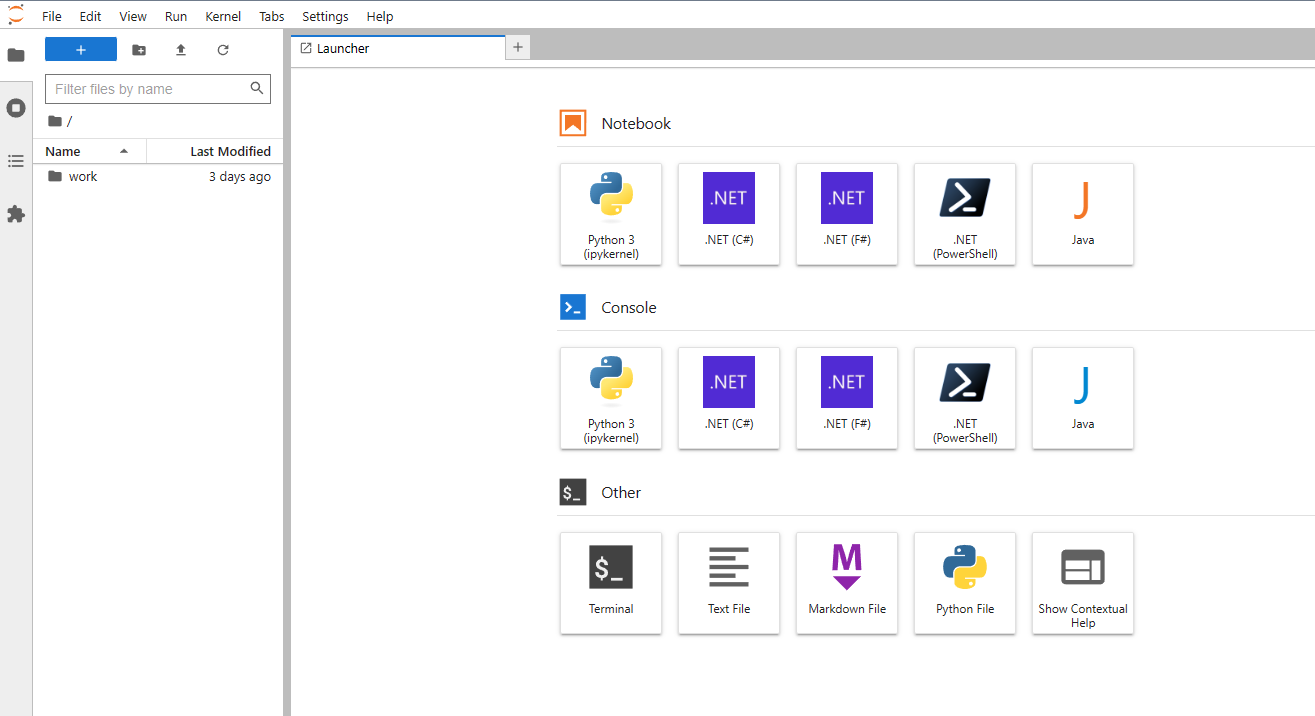 File Edit View Run Kernel Tabs Settings Help
+
Filter files by name
/
Name Last Modified
work 3 days ago
Launcher +
Notebook
.NET .NET J
Python 3 .NET (C#) .NET (F#) .NET Java
(ipykernel) (PowerShell)
Console
.NET .NET J
Python 3 .NET (C#) .NET (F#) .NET Java
(ipykernel) (PowerShell)
$_ Other
$_ M
Terminal Text File Markdown File Python File Show Contextual
Help